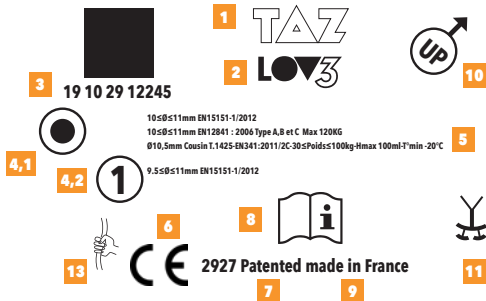 1
TAZ
UP
10
2
LOV3
3
19 10 29 12245
10≤Ø≤11mm EN15151-1/2012
10≤Ø≤11mm EN12841 : 2006 Type A,B et C Max 120KG
Ø10,5mm Cousin T.1425-EN341:2011/2C-30≤Poids≤100kg-Hmax 100ml-T°min -20°C
5
4,1
4,2
1
9.5≤Ø≤11mm EN15151-1/2012
6
8
i
13
CE
2927 Patented made in France
11
7
9